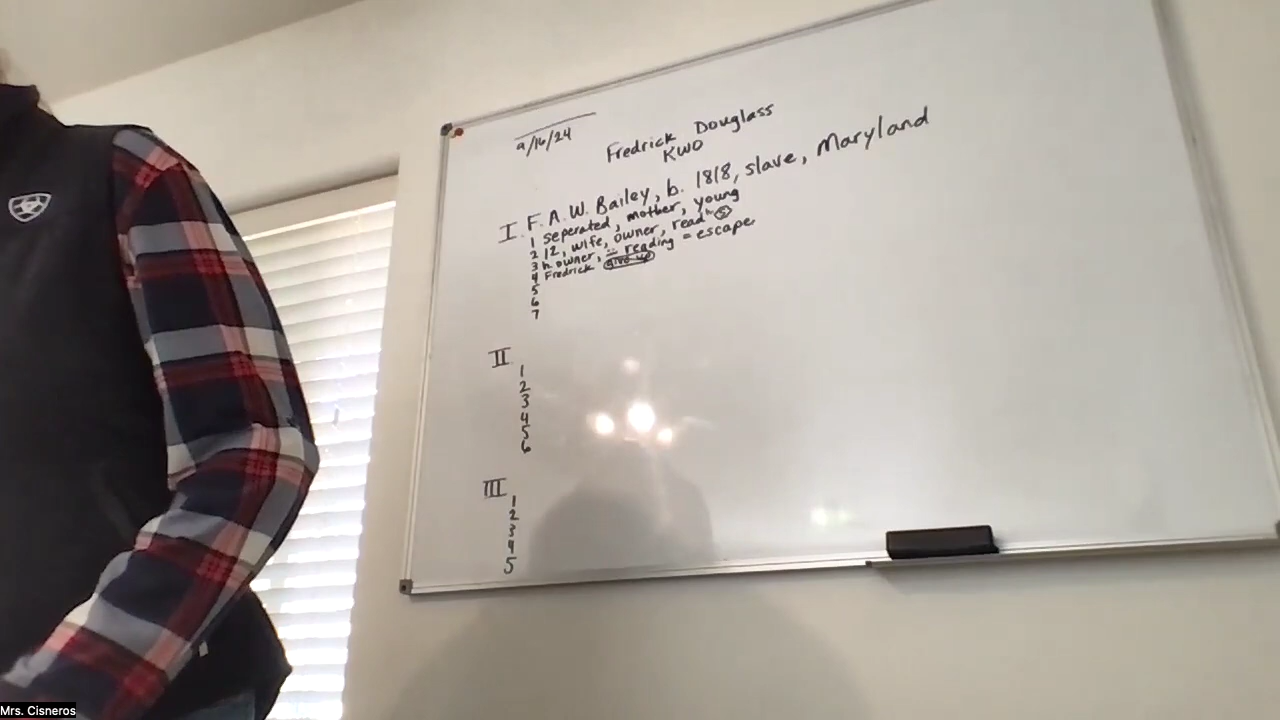 9/16/24
Fredrick Douglass
KWO
I. F. A. W. Bailey, b. 1818, slave, Maryland
1 seperated, mother, young
2 12, wife, owner, read
3 h. owner, reading = escape
4 Fredrick give up
5
6
7
II.
1
2
3
4
5
6
III
1
2
3
4
5
Mrs. Cisneros